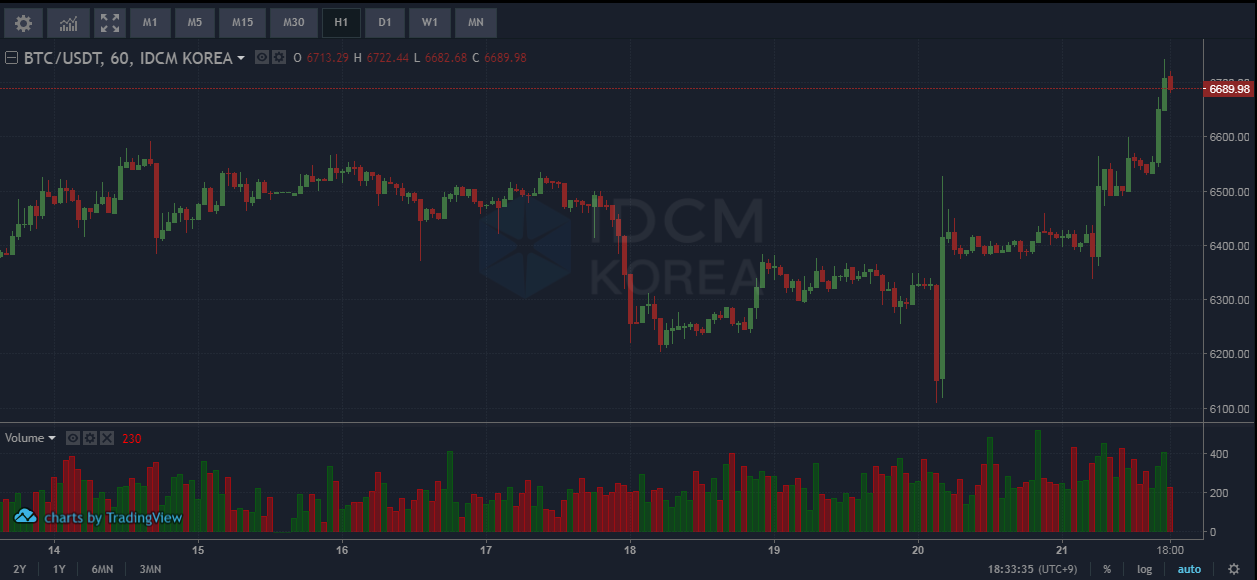 M1 M5 M15 M30 H1 D1 W1 MN
BTC/USDT, 60, IDCM KOREA O 6713.29 H 6722.44 L 6682.68 C 6689.98
6689.98
6600.00
6500.00
IDCM
KOREA
6400.00
6300.00
6200.00
6100.00
Volume 230
400
200
charts by TradingView
0
14 15 16 17 18 19 20 21 18:00
2Y 1Y 6MN 3MN 18:33:35 (UTC+9) % log auto